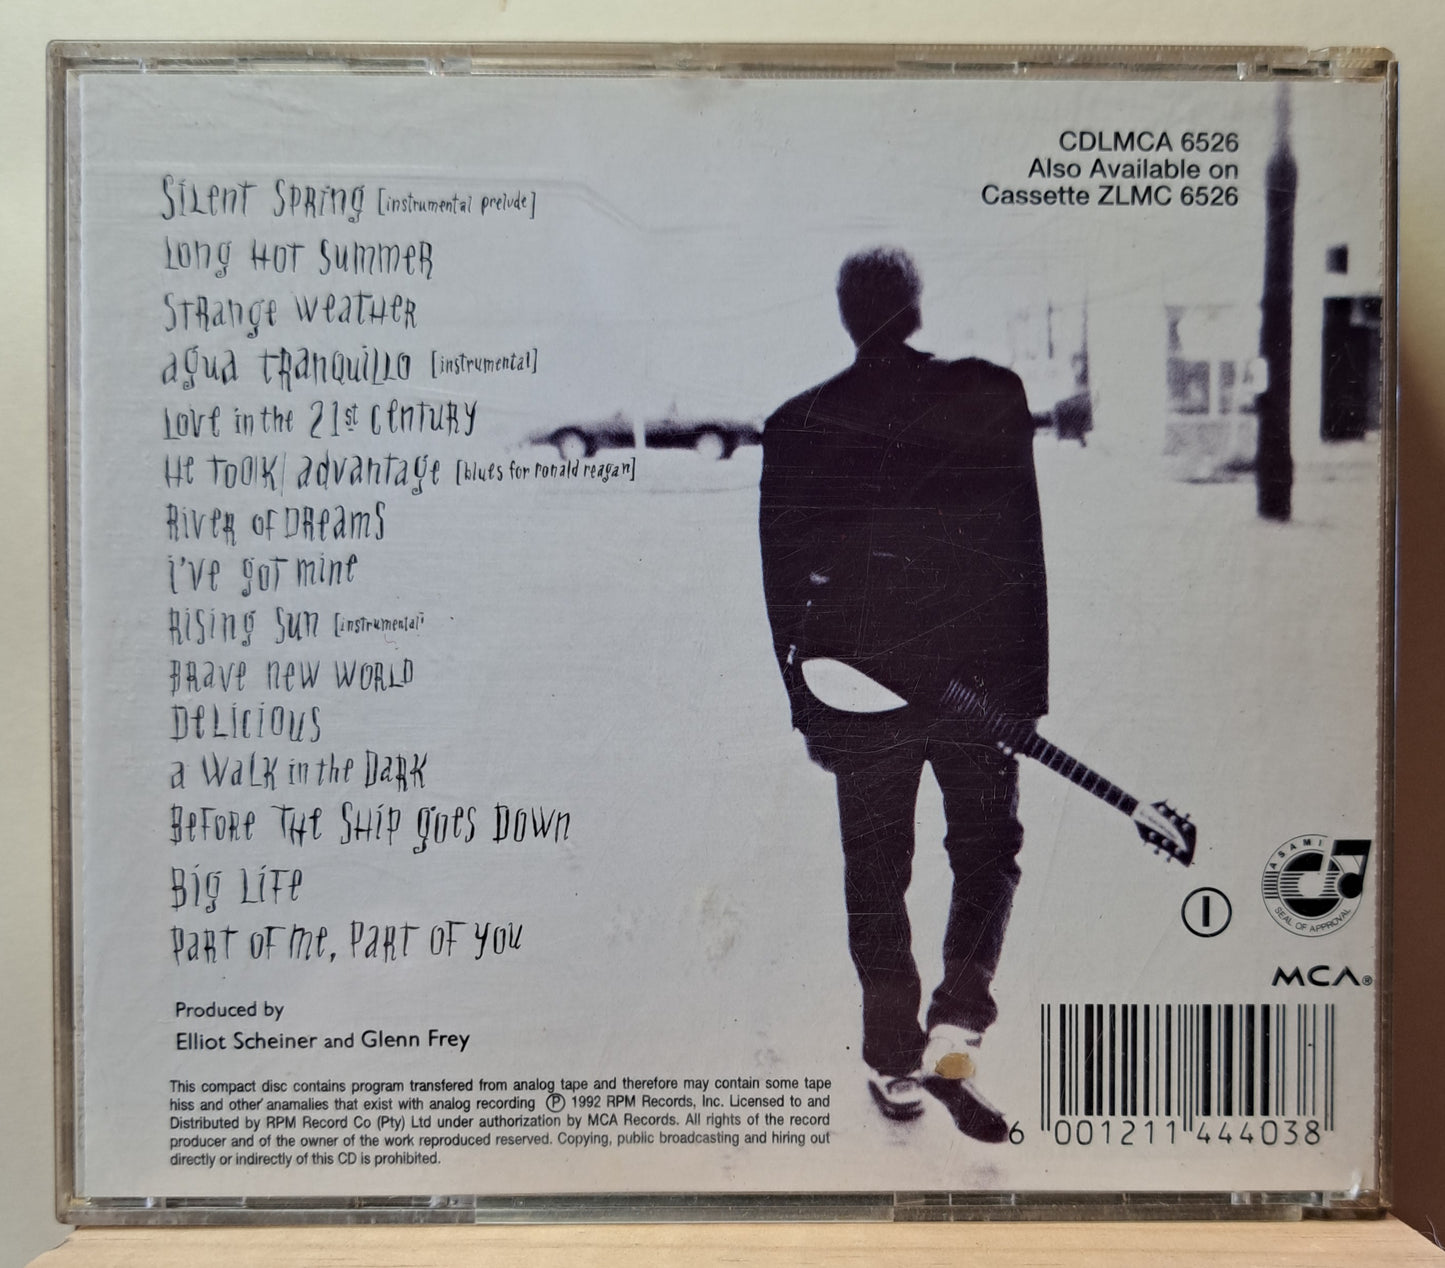 SILENT SPRING [instrumental prelude]
LONG HOT SUMMER
STRANGE WEATHER
AGUA TRANQUILLO [instrumental]
LOVE in the 21st CENTURY
HE TOOK ADVANTAGE [blues for ronald reagan]
RIVER OF DREAMS
I'VE GOT MINE
RISING SUN [instrumental]
BRAVE NEW WORLD
DELICIOUS
A WALK in the DARK
BEFORE THE SHIP GOES DOWN
BIG LIFE
PART OF ME, PART OF YOU
Produced by
Elliot Scheiner and Glenn Frey
This compact disc contains program transfered from analog tape and therefore may contain some tape
hiss and other anamalies that exist with analog recording Ⓟ 1992 RPM Records, Inc. Licensed to and
Distributed by RPM Record Co (Pty) Ltd under authorization by MCA Records. All rights of the record
producer and of the owner of the work reproduced reserved. Copying, public broadcasting and hiring out
directly or indirectly of this CD is prohibited.
CDLMCA 6526
Also Available on
Cassette ZLMC 6526
I
ASAMI
SEAL OF APPROVAL
MCA®
6 001211 444038